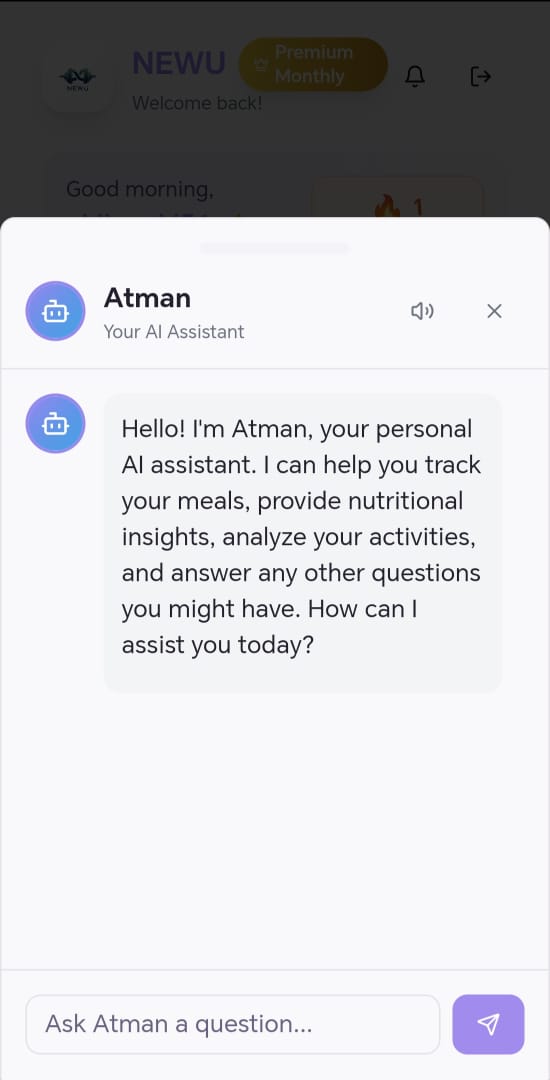 NEWU
Premium
Monthly
NEWU
Welcome back!
Good morning,
1
Atman
Your AI Assistant
Hello! I'm Atman, your personal
AI assistant. I can help you track
your meals, provide nutritional
insights, analyze your activities,
and answer any other questions
you might have. How can I
assist you today?
Ask Atman a question...